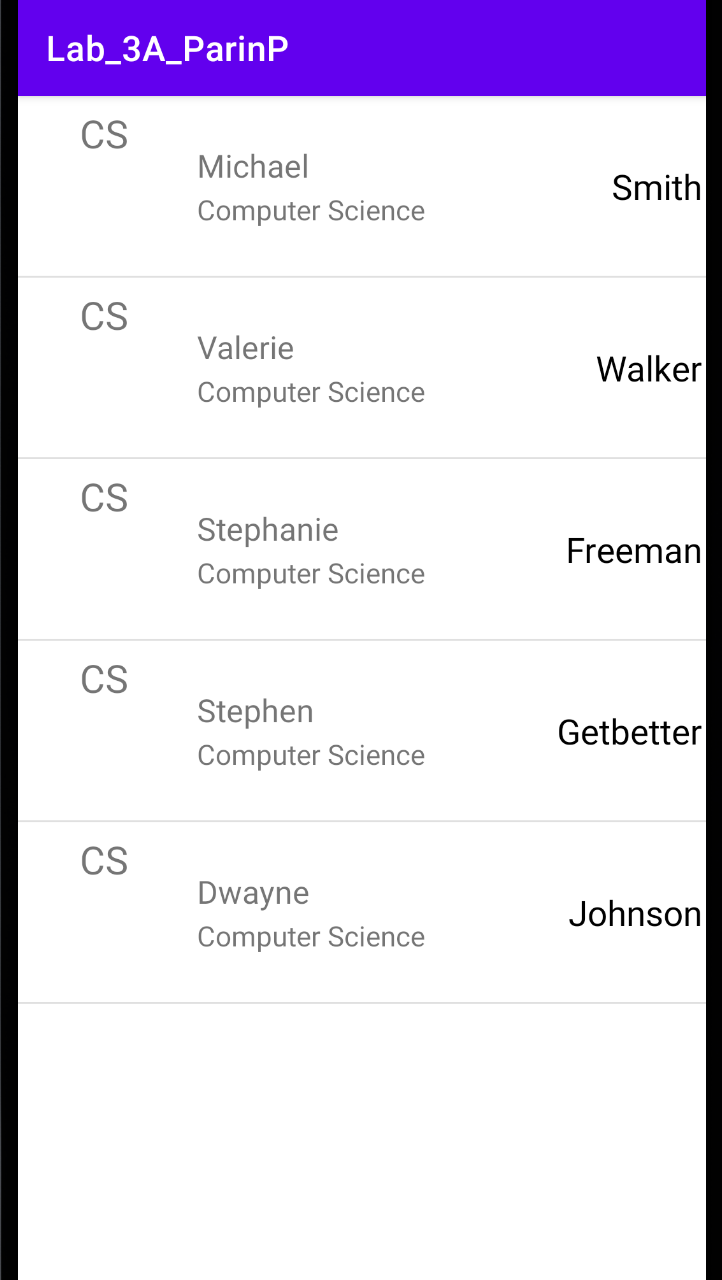 Lab_3A_ParinP
CS
Michael
Smith
Computer Science
CS
Valerie
Walker
Computer Science
CS
Stephanie
Freeman
Computer Science
CS
Stephen
Getbetter
Computer Science
CS
Dwayne
Johnson
Computer Science